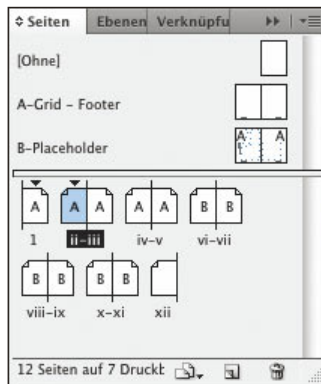 Seiten Ebenen Verknüpfu
[Ohne]
A-Grid - Footer
B-Placeholder A A
A A A A A B B
1 ii-iii iv-v vi-vii
B B B B
viii-ix x-xi xii
12 Seiten auf 7 Druckb